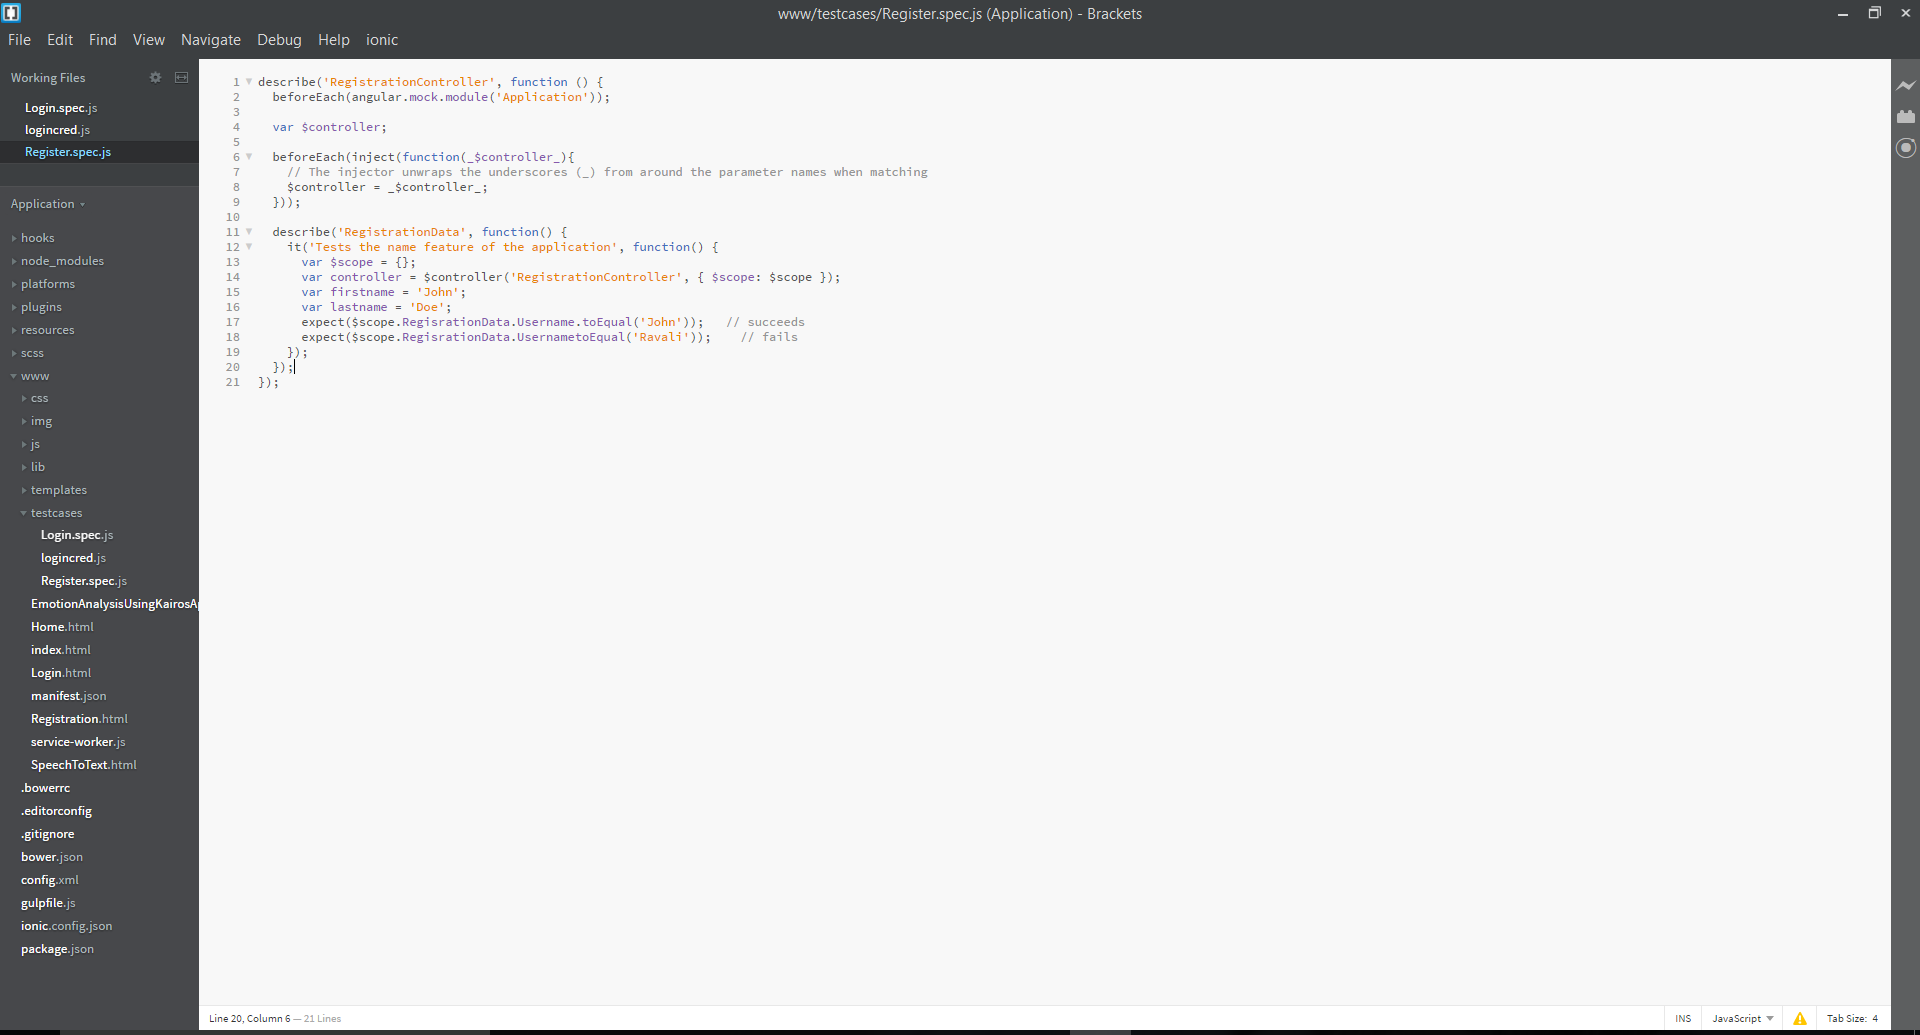 www/testcases/Register.spec.js (Application) - Brackets
File Edit Find View Navigate Debug Help ionic
Working Files
Login.spec.js
logincred.js
Register.spec.js
Application
hooks
node_modules
platforms
plugins
resources
scss
www
css
img
js
lib
templates
testcases
Login.spec.js
logincred.js
Register.spec.js
EmotionAnalysisUsingKairosAp
Home.html
index.html
Login.html
manifest.json
Registration.html
service-worker.js
SpeechToText.html
.bowerrc
.editorconfig
.gitignore
bower.json
config.xml
gulpfile.js
ionic.config.json
package.json
1 describe('RegistrationController', function () {
2   beforeEach(angular.mock.module('Application'));
3
4   var $controller;
5
6   beforeEach(inject(function(_$controller_){
7     // The injector unwraps the underscores (_) from around the parameter names when matching
8     $controller = _$controller_;
9   }));
10
11   describe('RegistrationData', function() {
12     it('Tests the name feature of the application', function() {
13       var $scope = {};
14       var controller = $controller('RegistrationController', { $scope: $scope });
15       var firstname = 'John';
16       var lastname = 'Doe';
17       expect($scope.RegisrationData.Username.toEqual('John'));   // succeeds
18       expect($scope.RegisrationData.UsernametoEqual('Ravali'));    // fails
19     });
20   });
21 });
Line 20, Column 6 — 21 Lines
INS JavaScript Tab Size: 4